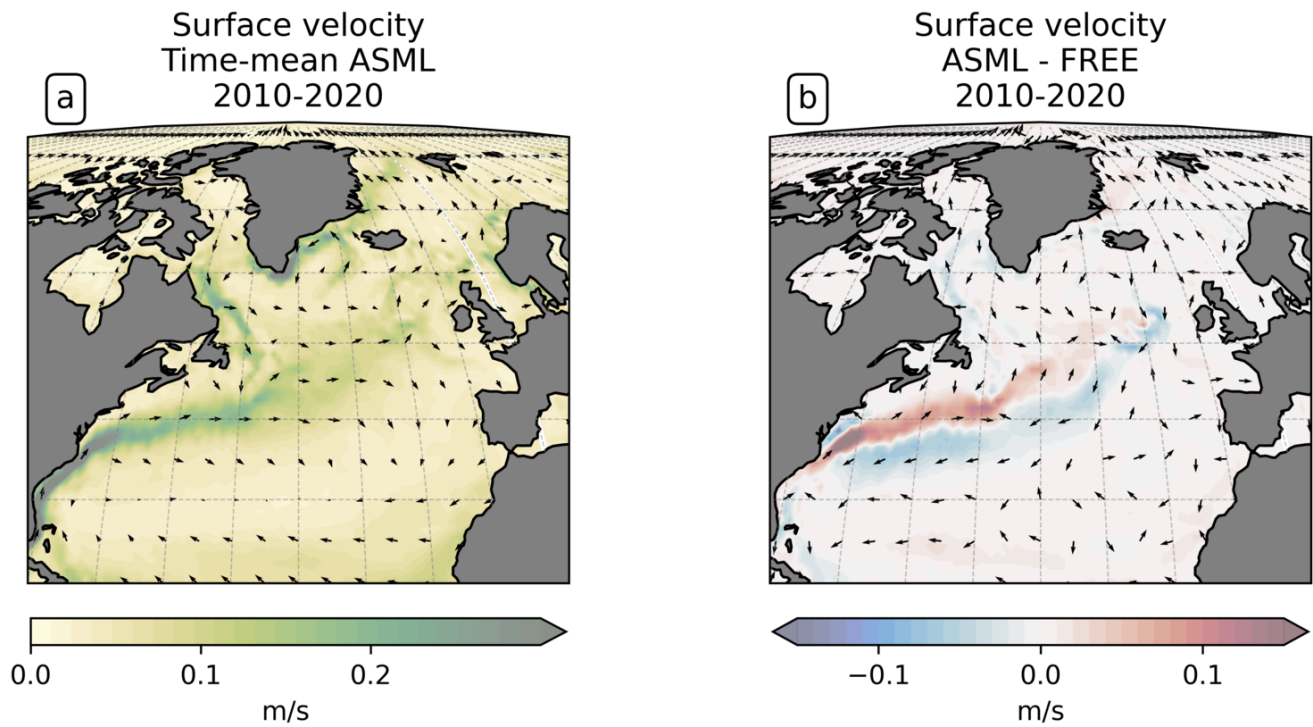 Surface velocity
Time-mean ASML
2010-2020
a
0.0 0.1 0.2
m/s
Surface velocity
ASML - FREE
2010-2020
b
−0.1 0.0 0.1
m/s